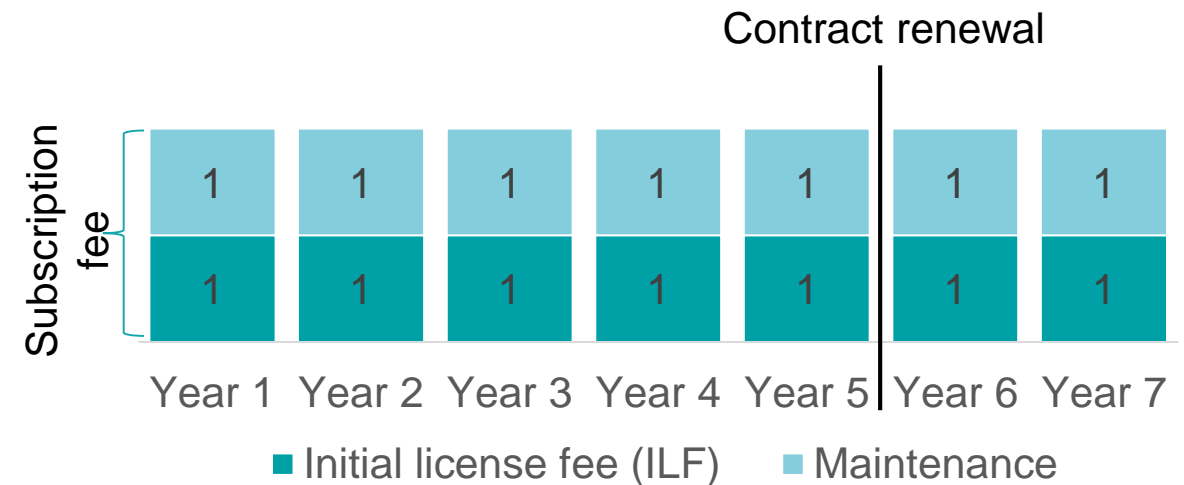 Contract renewal
Subscription
fee
1 1 1 1 1 1 1
1 1 1 1 1 1 1
Year 1 Year 2 Year 3 Year 4 Year 5 Year 6 Year 7
Initial license fee (ILF) Maintenance